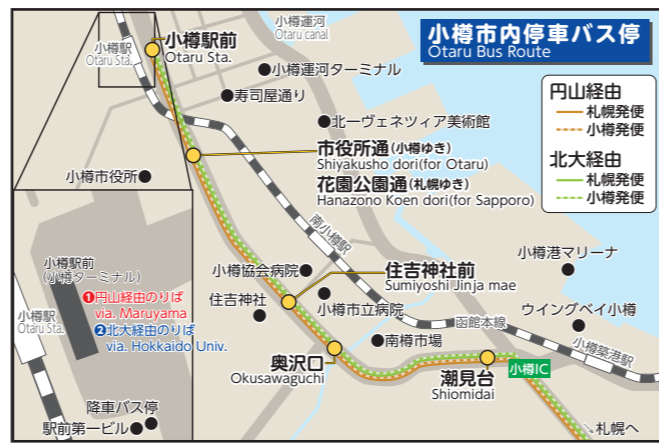 小樽市内停車バス停
Otaru Bus Route
円山経由
札幌発便
小樽発便
北大経由
札幌発便
小樽発便
小樽駅
Otaru Sta.
小樽駅前
Otaru Sta.
小樽運河
Otaru canal
小樽運河ターミナル
寿司屋通り
北一ヴェネツィア美術館
市役所通(小樽ゆき)
Shiyakusho dori(for Otaru)
花園公園通(札幌ゆき)
Hanazono Koen dori(for Sapporo)
小樽市役所
南小樽駅
小樽港マリーナ
小樽協会病院
住吉神社前
Sumiyoshi Jinja mae
住吉神社
小樽市立病院
ウイングベイ小樽
函館本線
南樽市場
小樽築港駅
奥沢口
Okusawaguchi
潮見台
Shiomidai
小樽IC
札幌へ
小樽駅前
(小樽ターミナル)
小樽駅
Otaru Sta.
❶円山経由のりば
via. Maruyama
❷北大経由のりば
via. Hokkaido Univ.
降車バス停
駅前第一ビル